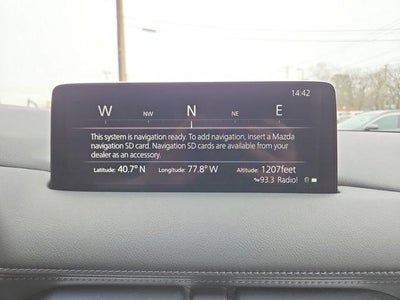 14:42
W NW N NE E
This system is navigation ready. To add navigation, insert a Mazda
navigation SD card. Navigation SD cards are available from your
dealer as an accessory.
Latitude: 40.7° N Longitude: 77.8° W Altitude: 1207feet
93.3 Radio!